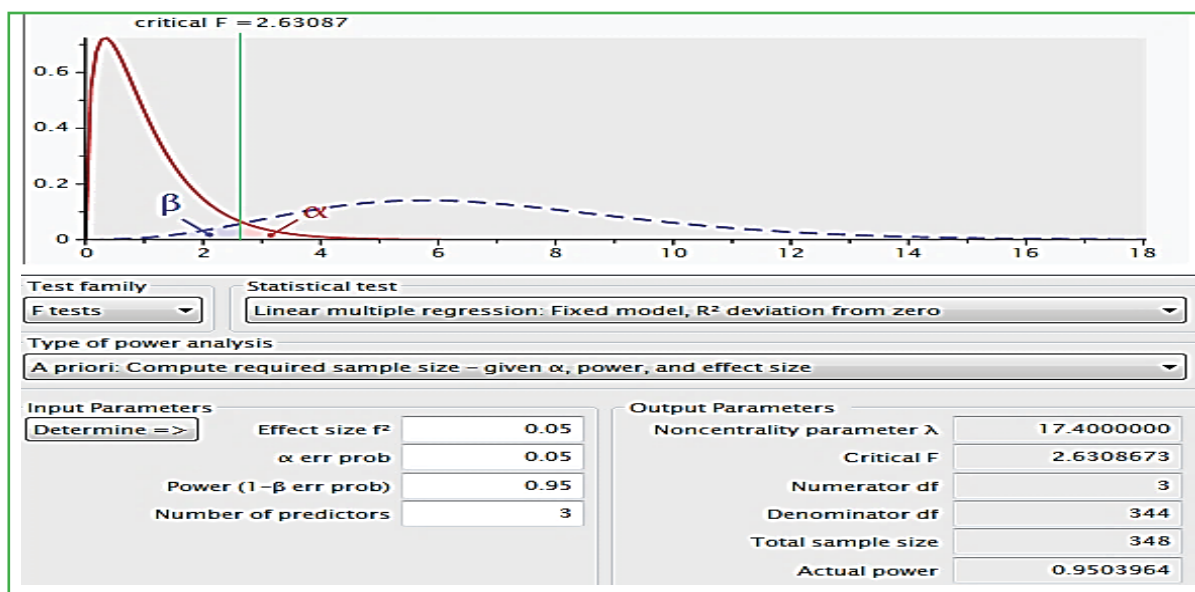 critical F = 2.63087
0.6
0.4
0.2
0
β
α
0 2 4 6 8 10 12 14 16 18
Test family
Statistical test
F tests
Linear multiple regression: Fixed model, R² deviation from zero
Type of power analysis
A priori: Compute required sample size – given α, power, and effect size
Input Parameters
Determine =>
Effect size f² 0.05
α err prob 0.05
Power (1-β err prob) 0.95
Number of predictors 3
Output Parameters
Noncentrality parameter λ 17.4000000
Critical F 2.6308673
Numerator df 3
Denominator df 344
Total sample size 348
Actual power 0.9503964